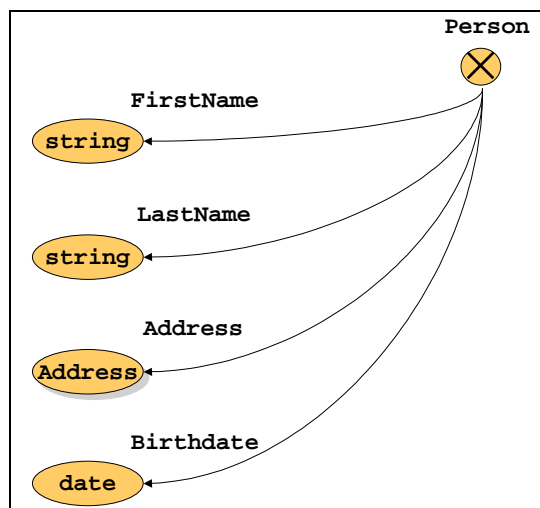 Person
FirstName
string
LastName
string
Address
Address
Birthdate
date